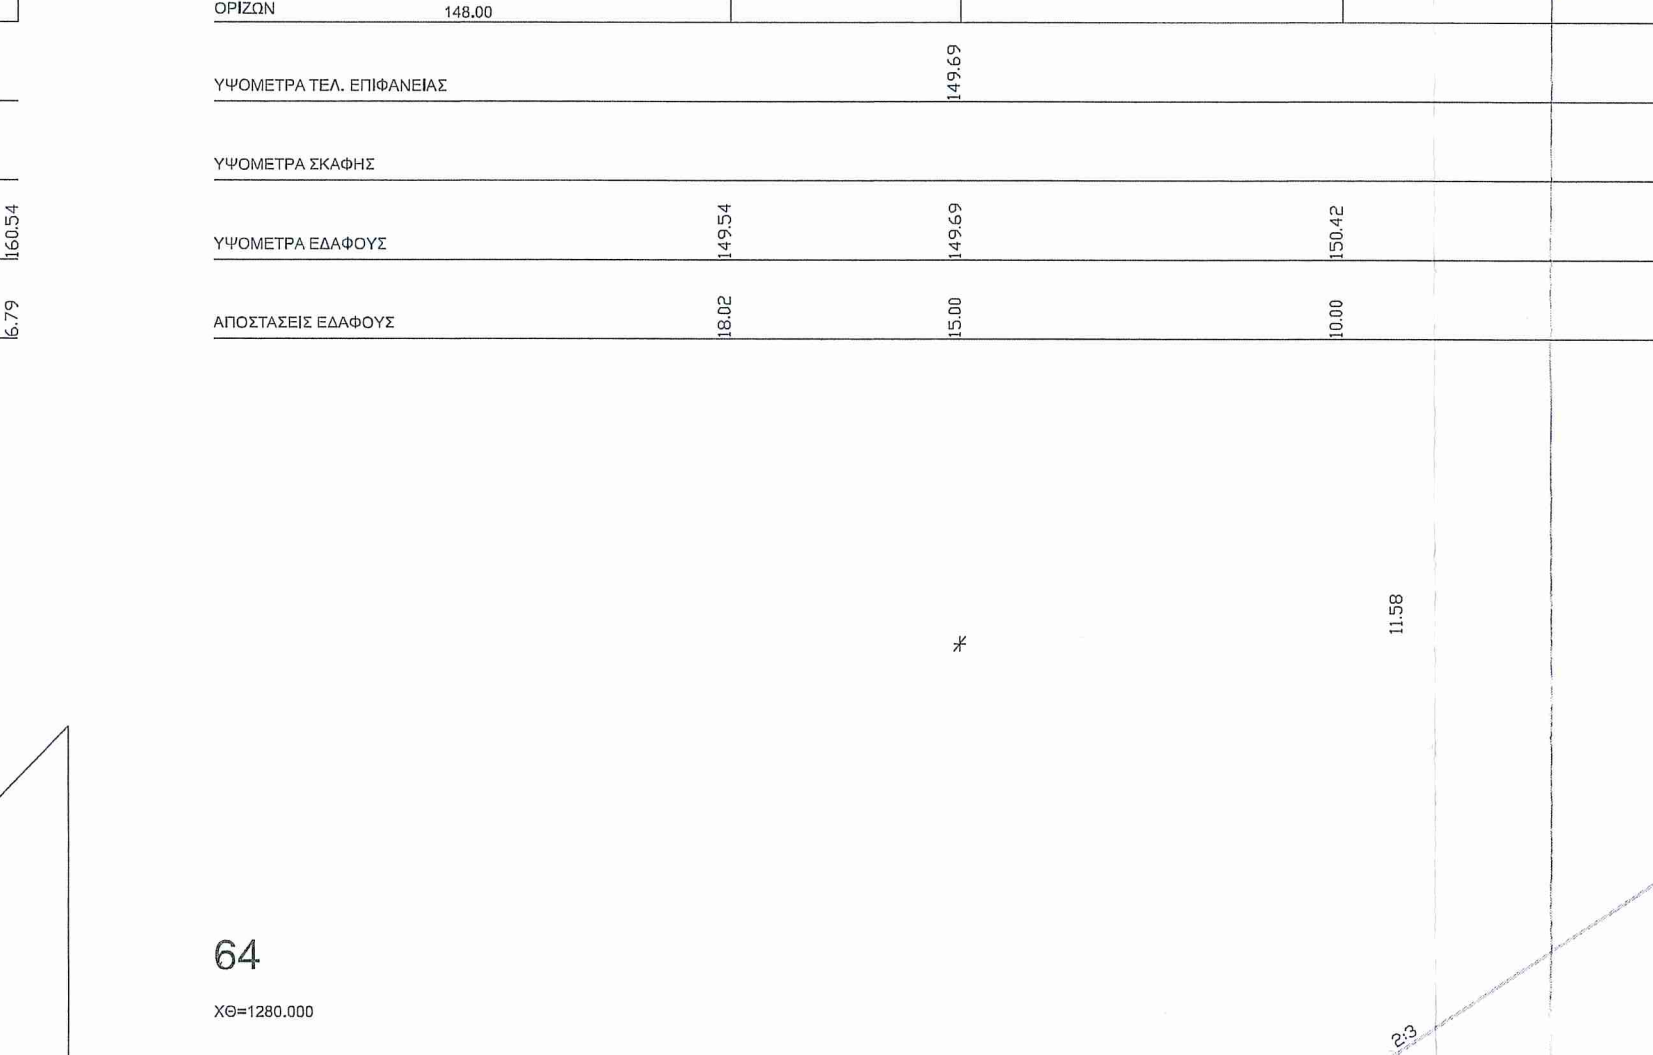 ΟΡΙΖΩΝ 148.00
149.69
ΥΨΟΜΕΤΡΑ ΤΕΛ. ΕΠΙΦΑΝΕΙΑΣ
ΥΨΟΜΕΤΡΑ ΣΚΑΦΗΣ
160.54
ΥΨΟΜΕΤΡΑ ΕΔΑΦΟΥΣ 149.54 149.69 150.42
6.79
ΑΠΟΣΤΑΣΕΙΣ ΕΔΑΦΟΥΣ 18.02 15.00 10.00
11.58
64
ΧΘ=1280.000
2:3